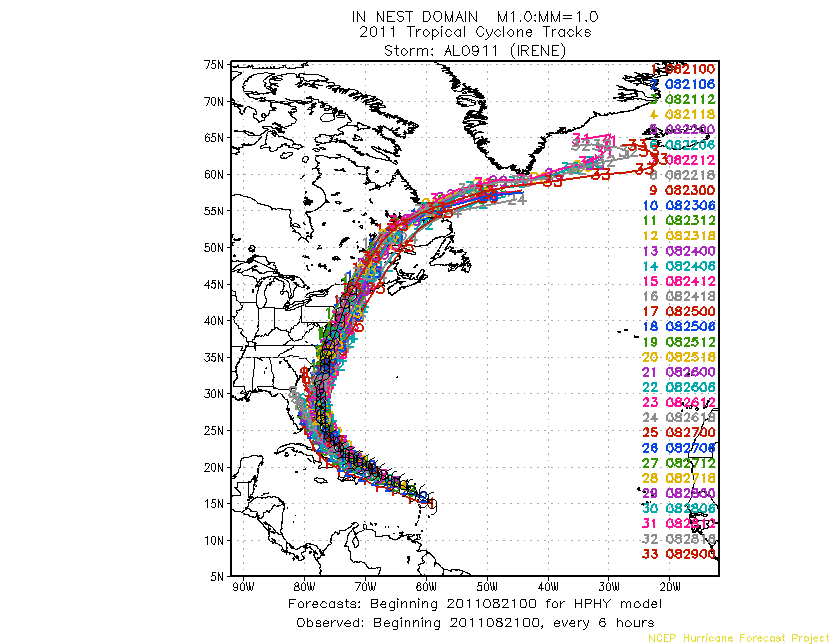 IN NEST DOMAIN M1.0:MM=1.0
2011 Tropical Cyclone Tracks
Storm: AL0911 (IRENE)
75N
70N
65N
60N
55N
50N
45N
40N
35N
30N
25N
20N
15N
10N
5N
90W 80W 70W 60W 50W 40W 30W 20W
1 082100
2 082106
3 082112
4 082118
5 082200
6 082206
7 082212
8 082218
9 082300
10 082306
11 082312
12 082318
13 082400
14 082406
15 082412
16 082418
17 082500
18 082506
19 082512
20 082518
21 082600
22 082606
23 082612
24 082618
25 082700
26 082706
27 082712
28 082718
29 082800
30 082806
31 082812
32 082818
33 082900
Forecasts: Beginning 2011082100 for HPHY model
Observed: Beginning 2011082100, every 6 hours
NCEP Hurricane Forecast Project